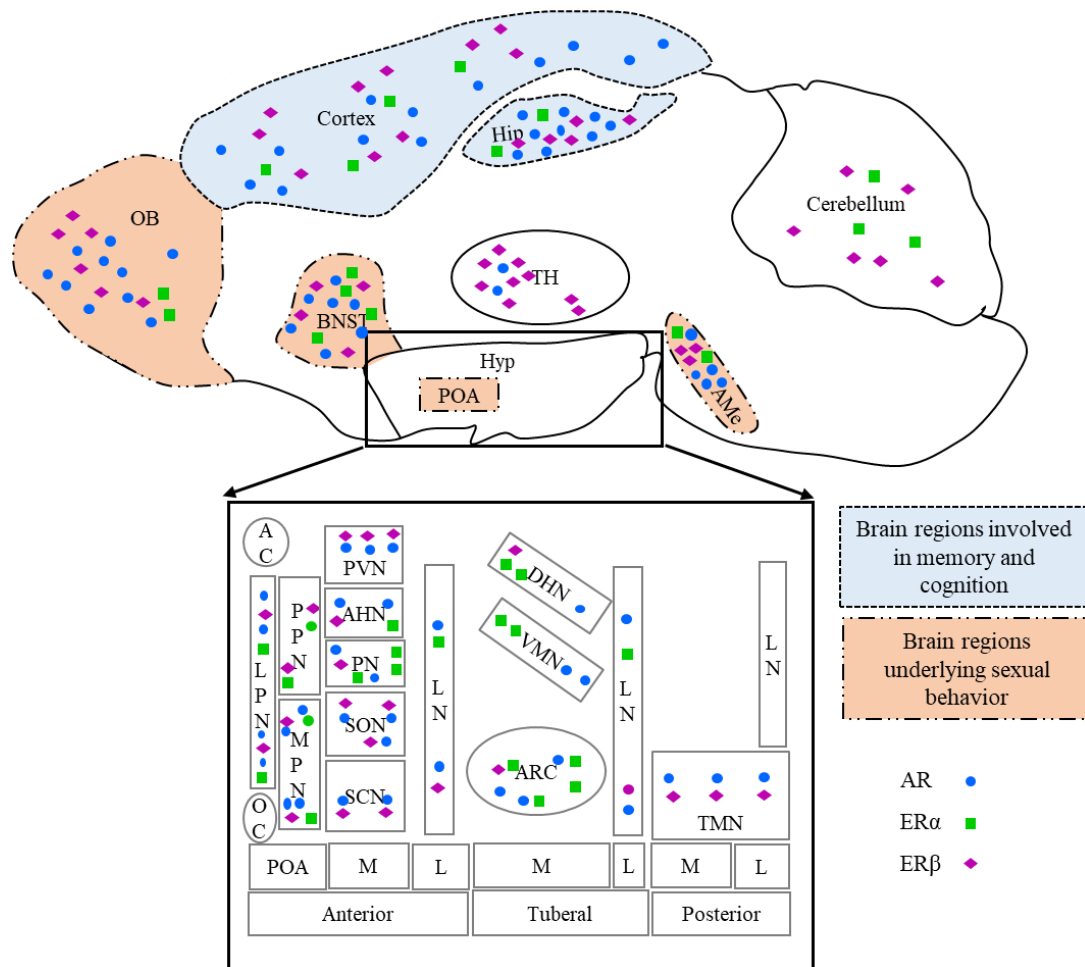 Cortex
Hip
OB
Cerebellum
TH
BNST
Hyp
POA
AMe
Brain regions involved
in memory and
cognition
Brain regions
underlying sexual
behavior
AR
ERα
ERβ
A
C
L
P
N
O
C
P
P
N
M
P
N
PVN
AHN
PN
SON
SCN
L
N
DHN
VMN
ARC
L
N
L
N
TMN
POA
M
L
M
L
M
L
Anterior
Tuberal
Posterior